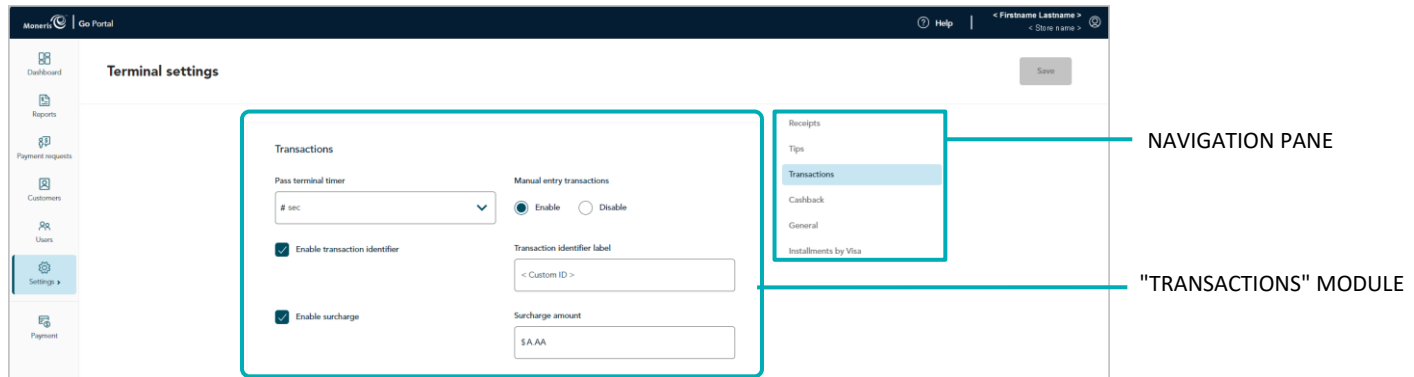 Moneris Go Portal
Help
< Firstname Lastname >
< Store name >
Dashboard
Reports
Payment requests
Customers
Users
Settings
Payment
Terminal settings
Save
Transactions
Pass terminal timer
# sec
Manual entry transactions
Enable Disable
Enable transaction identifier
Transaction identifier label
< Custom ID >
Enable surcharge
Surcharge amount
$A.AA
Receipts
Tips
Transactions
Cashback
General
Installments by Visa
NAVIGATION PANE
"TRANSACTIONS" MODULE